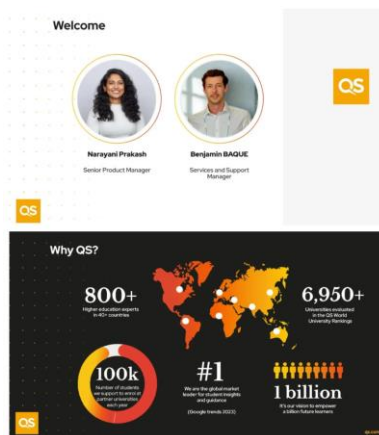 Welcome
QS
Narayani Prakash
Benjamin BAQUE
Senior Product Manager
Services and Support
Manager
QS
Why QS?
800+
Higher education experts
in 40+ countries
6,950+
Universities evaluated
in the QS World
University Rankings
100k
Number of students
we support to enrol at
partner universities
each year
#1
We are the global market
leader for student insights
and guidance
(Google trends 2023)
1 billion
It's our vision to empower
a billion future learners
QS
qs.com